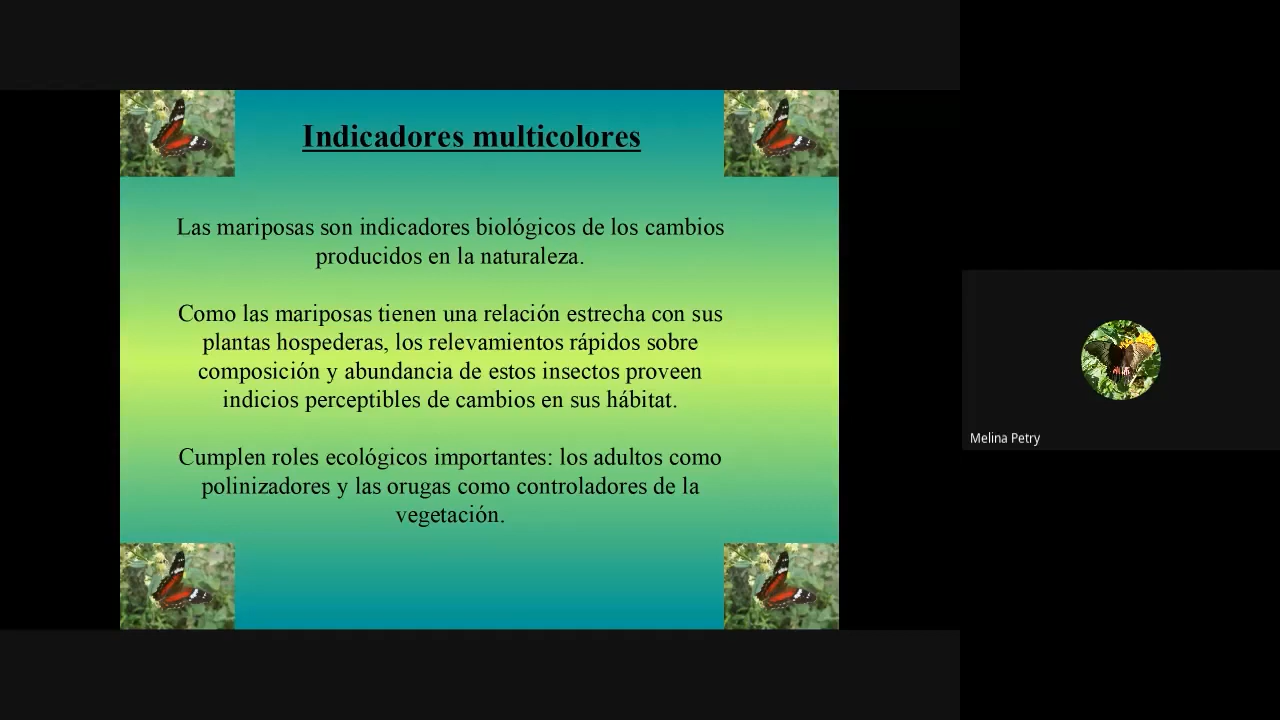 Indicadores multicolores
Las mariposas son indicadores biológicos de los cambios
producidos en la naturaleza.
Como las mariposas tienen una relación estrecha con sus
plantas hospederas, los relevamientos rápidos sobre
composición y abundancia de estos insectos proveen
indicios perceptibles de cambios en sus hábitat.
Cumplen roles ecológicos importantes: los adultos como
polinizadores y las orugas como controladores de la
vegetación.
Melina Petry